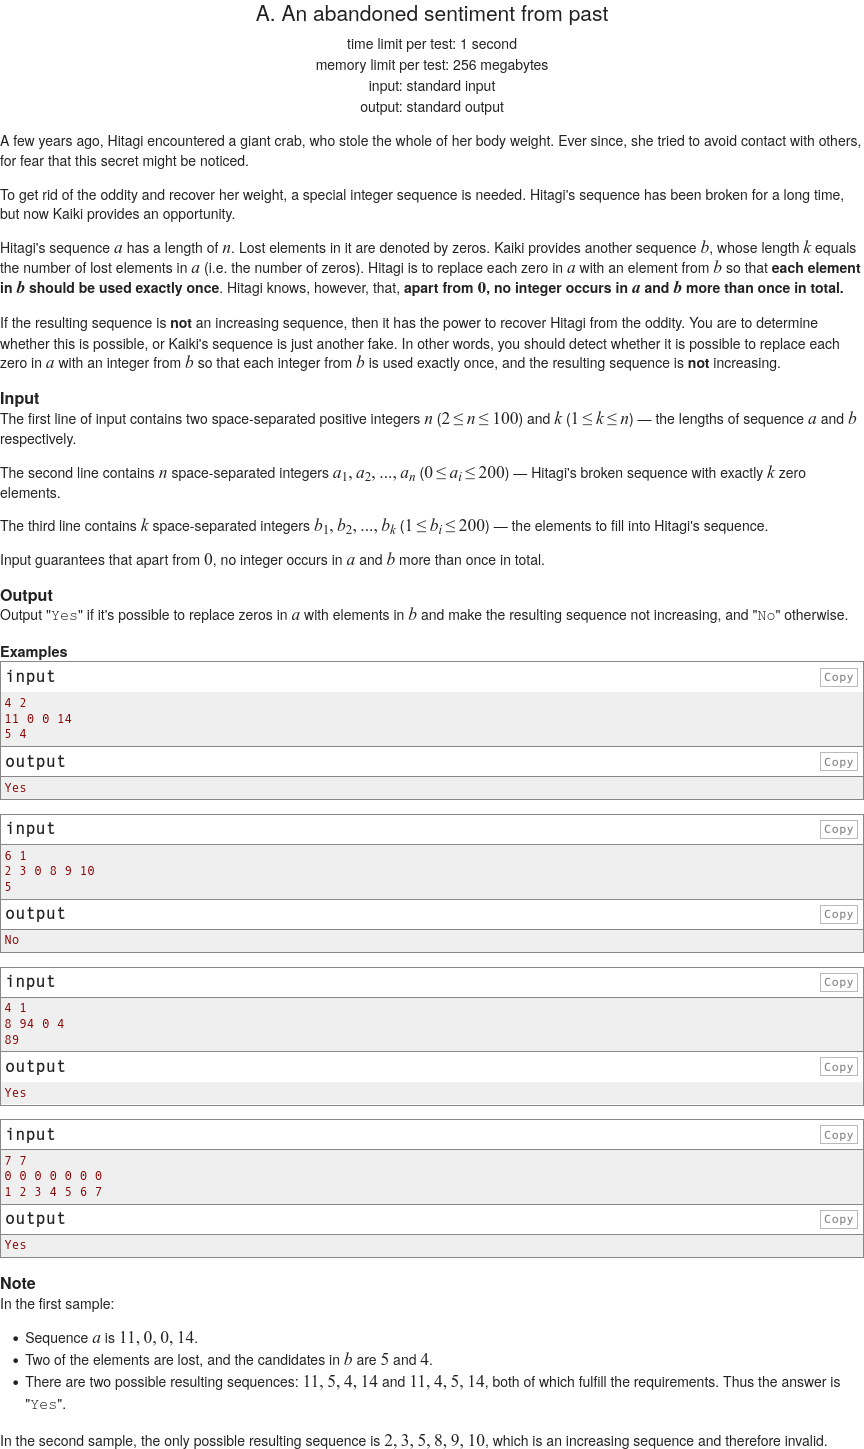 A. An abandoned sentiment from past
time limit per test: 1 second
memory limit per test: 256 megabytes
input: standard input
output: standard output
A few years ago, Hitagi encountered a giant crab, who stole the whole of her body weight. Ever since, she tried to avoid contact with others,
for fear that this secret might be noticed.
To get rid of the oddity and recover her weight, a special integer sequence is needed. Hitagi's sequence has been broken for a long time,
but now Kaiki provides an opportunity.
Hitagi's sequence a has a length of n. Lost elements in it are denoted by zeros. Kaiki provides another sequence b, whose length k equals
the number of lost elements in a (i.e. the number of zeros). Hitagi is to replace each zero in a with an element from b so that each element
in b should be used exactly once. Hitagi knows, however, that, apart from 0, no integer occurs in a and b more than once in total.
If the resulting sequence is not an increasing sequence, then it has the power to recover Hitagi from the oddity. You are to determine
whether this is possible, or Kaiki's sequence is just another fake. In other words, you should detect whether it is possible to replace each
zero in a with an integer from b so that each integer from b is used exactly once, and the resulting sequence is not increasing.
Input
The first line of input contains two space-separated positive integers n (2 ≤ n ≤ 100) and k (1 ≤ k ≤ n) — the lengths of sequence a and b
respectively.
The second line contains n space-separated integers a1, a2, ..., an (0 ≤ ai ≤ 200) — Hitagi's broken sequence with exactly k zero
elements.
The third line contains k space-separated integers b1, b2, ..., bk (1 ≤ bi ≤ 200) — the elements to fill into Hitagi's sequence.
Input guarantees that apart from 0, no integer occurs in a and b more than once in total.
Output
Output "Yes" if it's possible to replace zeros in a with elements in b and make the resulting sequence not increasing, and "No" otherwise.
Examples
input Copy
4 2
11 0 0 14
5 4
output Copy
Yes
input Copy
6 1
2 3 0 8 9 10
5
output Copy
No
input Copy
4 1
8 94 0 4
89
output Copy
Yes
input Copy
7 7
0 0 0 0 0 0 0
1 2 3 4 5 6 7
output Copy
Yes
Note
In the first sample:
• Sequence a is 11, 0, 0, 14.
• Two of the elements are lost, and the candidates in b are 5 and 4.
• There are two possible resulting sequences: 11, 5, 4, 14 and 11, 4, 5, 14, both of which fulfill the requirements. Thus the answer is
"Yes".
In the second sample, the only possible resulting sequence is 2, 3, 5, 8, 9, 10, which is an increasing sequence and therefore invalid.